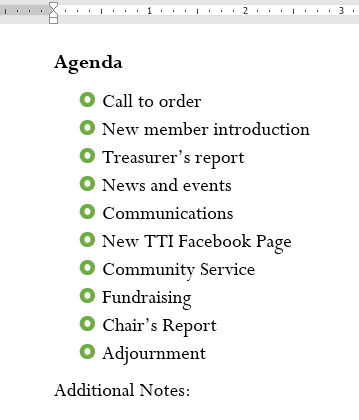 1 2 3
Agenda
Call to order
New member introduction
Treasurer’s report
News and events
Communications
New TTI Facebook Page
Community Service
Fundraising
Chair’s Report
Adjournment
Additional Notes: